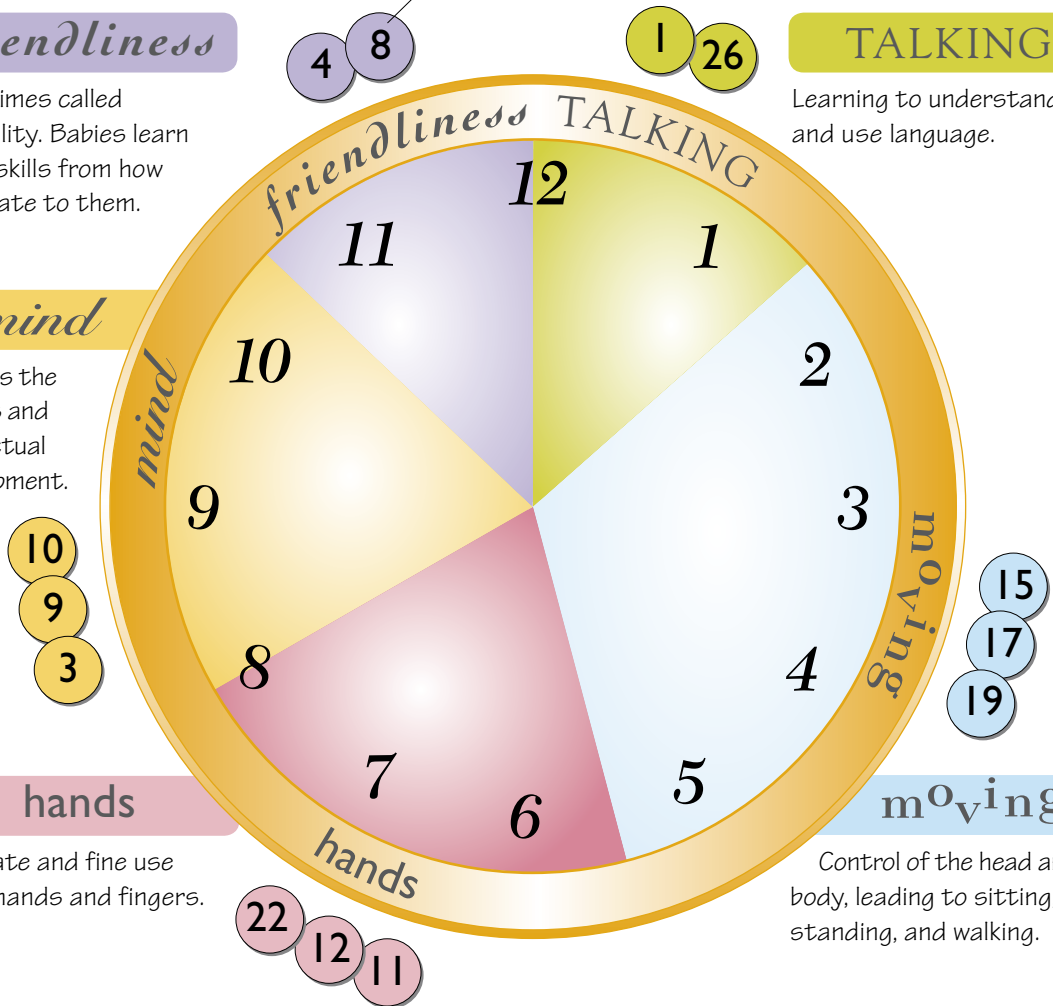 endliness
imes called
lity. Babies learn
skills from how
ate to them.
4
8
1
26
TALKING
Learning to understand
and use language.
friendliness
TALKING
mind
moving
hands
12
1
2
3
4
5
6
7
8
9
10
11
mind
s the
s and
ctual
pment.
10
9
3
15
17
19
hands
ate and fine use
hands and fingers.
22
12
11
moving
Control of the head a
body, leading to sitting
standing, and walking.